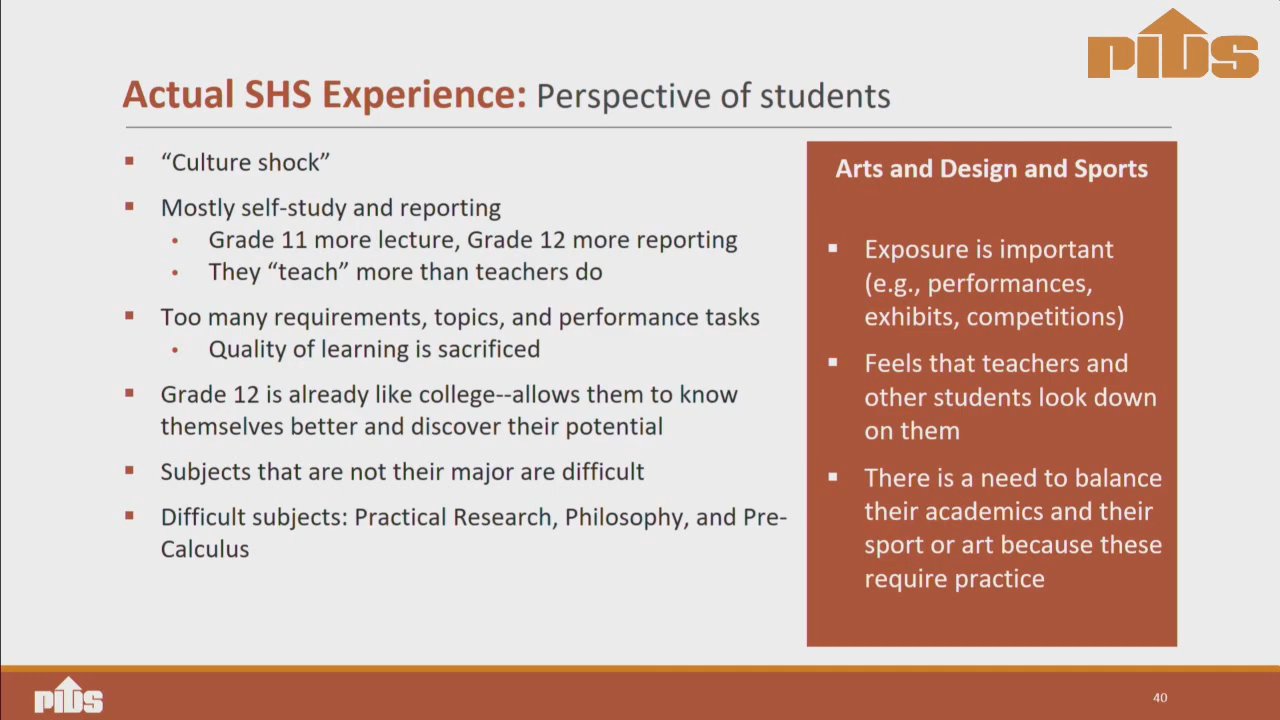 PIDS
Actual SHS Experience: Perspective of students
▪ “Culture shock”
▪ Mostly self-study and reporting
• Grade 11 more lecture, Grade 12 more reporting
• They “teach” more than teachers do
▪ Too many requirements, topics, and performance tasks
• Quality of learning is sacrificed
▪ Grade 12 is already like college--allows them to know
themselves better and discover their potential
▪ Subjects that are not their major are difficult
▪ Difficult subjects: Practical Research, Philosophy, and Pre-
Calculus
Arts and Design and Sports
▪ Exposure is important
(e.g., performances,
exhibits, competitions)
▪ Feels that teachers and
other students look down
on them
▪ There is a need to balance
their academics and their
sport or art because these
require practice
PIDS
40